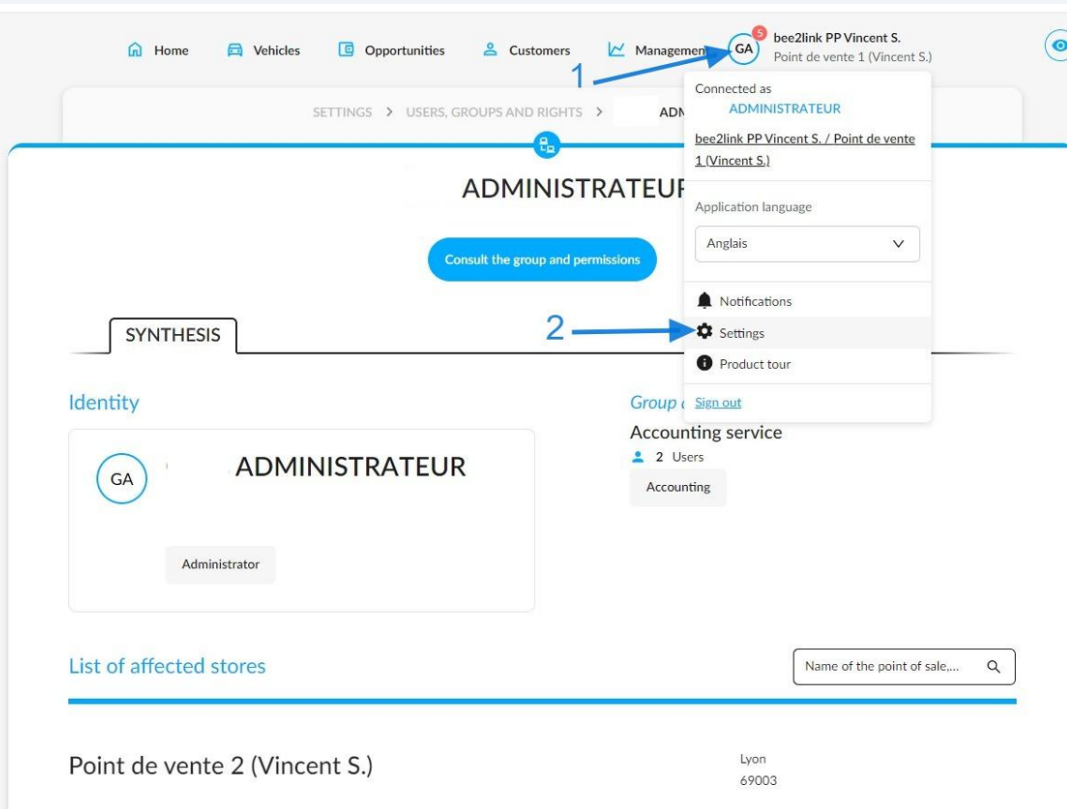 Home
Vehicles
Opportunities
Customers
Management
GA
5
bee2link PP Vincent S.
Point de vente 1 (Vincent S.)
1
Connected as
ADMINISTRATEUR
bee2link PP Vincent S. / Point de vente
1 (Vincent S.)
SETTINGS > USERS, GROUPS AND RIGHTS >
ADMINISTRATEUR
Consult the group and permissions
Application language
Anglais
Notifications
2
Settings
Product tour
Sign out
SYNTHESIS
Identity
GA
ADMINISTRATEUR
Administrator
Group
Accounting service
2 Users
Accounting
List of affected stores
Name of the point of sale,...
Point de vente 2 (Vincent S.)
Lyon
69003